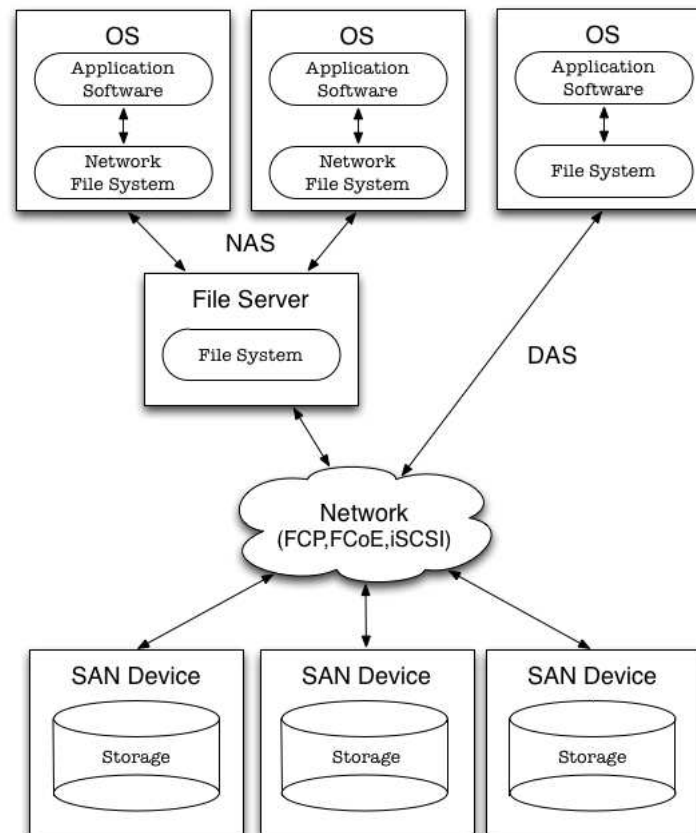 OS
Application
Software
Network
File System
OS
Application
Software
Network
File System
OS
Application
Software
File System
NAS
File Server
File System
DAS
Network
(FCP,FCoE,iSCSI)
SAN Device
Storage
SAN Device
Storage
SAN Device
Storage